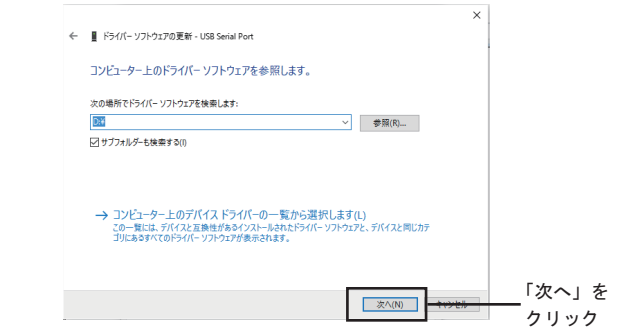 ドライバー ソフトウェアの更新 - USB Serial Port
コンピューター上のドライバー ソフトウェアを参照します。
次の場所でドライバー ソフトウェアを検索します:
D:¥
参照(R)...
サブフォルダーも検索する(I)
コンピューター上のデバイス ドライバーの一覧から選択します(L)
この一覧には、デバイスと互換性があるインストールされたドライバー ソフトウェアと、デバイスと同じカテ
ゴリにあるすべてのドライバー ソフトウェアが表示されます。
次へ(N)
キャンセル
「次へ」を
クリック